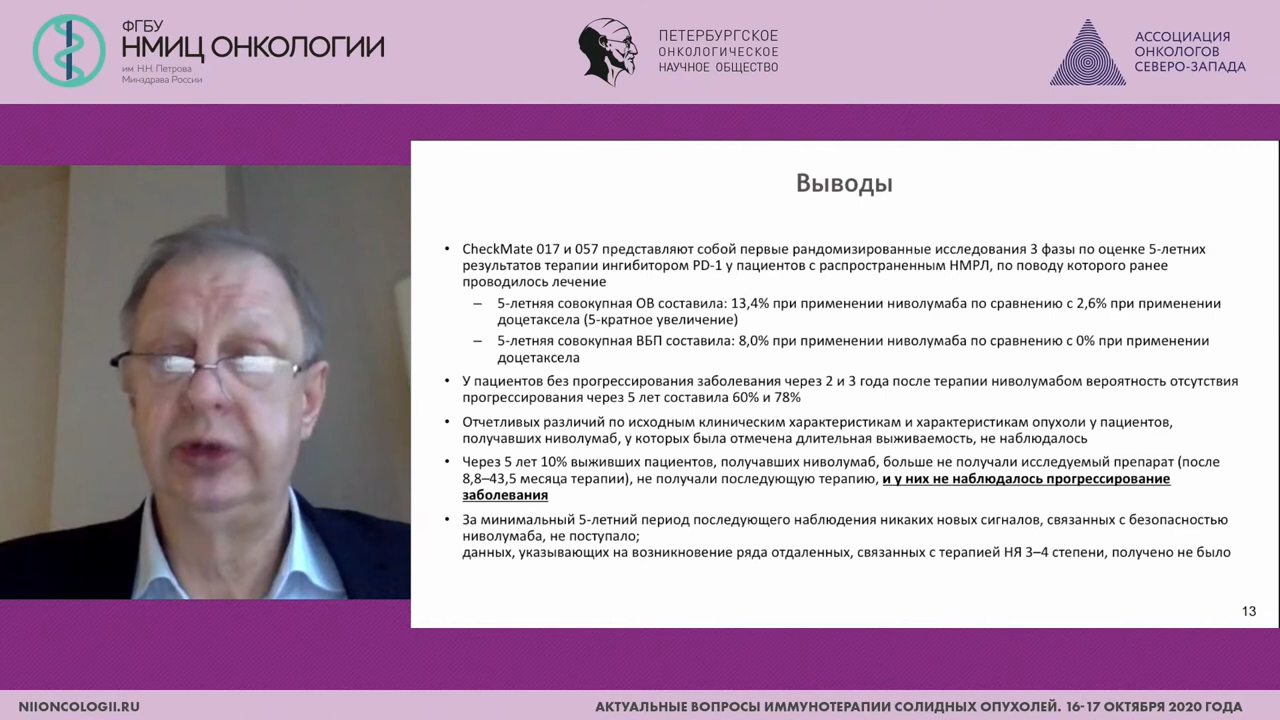 ФГБУ
НМИЦ ОНКОЛОГИИ
им. Н.Н. Петрова
Минздрава России
ПЕТЕРБУРГСКОЕ
ОНКОЛОГИЧЕСКОЕ
НАУЧНОЕ ОБЩЕСТВО
АССОЦИАЦИЯ
ОНКОЛОГОВ
СЕВЕРО-ЗАПАДА
Выводы
• CheckMate 017 и 057 представляют собой первые рандомизированные исследования 3 фазы по оценке 5-летних
результатов терапии ингибитором PD-1 у пациентов с распространенным НМРЛ, по поводу которого ранее
проводилось лечение
– 5-летняя совокупная ОВ составила: 13,4% при применении ниволумаба по сравнению с 2,6% при применении
доцетаксела (5-кратное увеличение)
– 5-летняя совокупная ВБП составила: 8,0% при применении ниволумаба по сравнению с 0% при применении
доцетаксела
• У пациентов без прогрессирования заболевания через 2 и 3 года после терапии ниволумабом вероятность отсутствия
прогрессирования через 5 лет составила 60% и 78%
• Отчетливых различий по исходным клиническим характеристикам и характеристикам опухоли у пациентов,
получавших ниволумаб, у которых была отмечена длительная выживаемость, не наблюдалось
• Через 5 лет 10% выживших пациентов, получавших ниволумаб, больше не получали исследуемый препарат (после
8,8–43,5 месяца терапии), не получали последующую терапию, и у них не наблюдалось прогрессирование
заболевания
• За минимальный 5-летний период последующего наблюдения никаких новых сигналов, связанных с безопасностью
ниволумаба, не поступало;
данных, указывающих на возникновение ряда отдаленных, связанных с терапией НЯ 3–4 степени, получено не было
13
NIIONCOLOGII.RU
АКТУАЛЬНЫЕ ВОПРОСЫ ИММУНОТЕРАПИИ СОЛИДНЫХ ОПУХОЛЕЙ. 16-17 ОКТЯБРЯ 2020 ГОДА